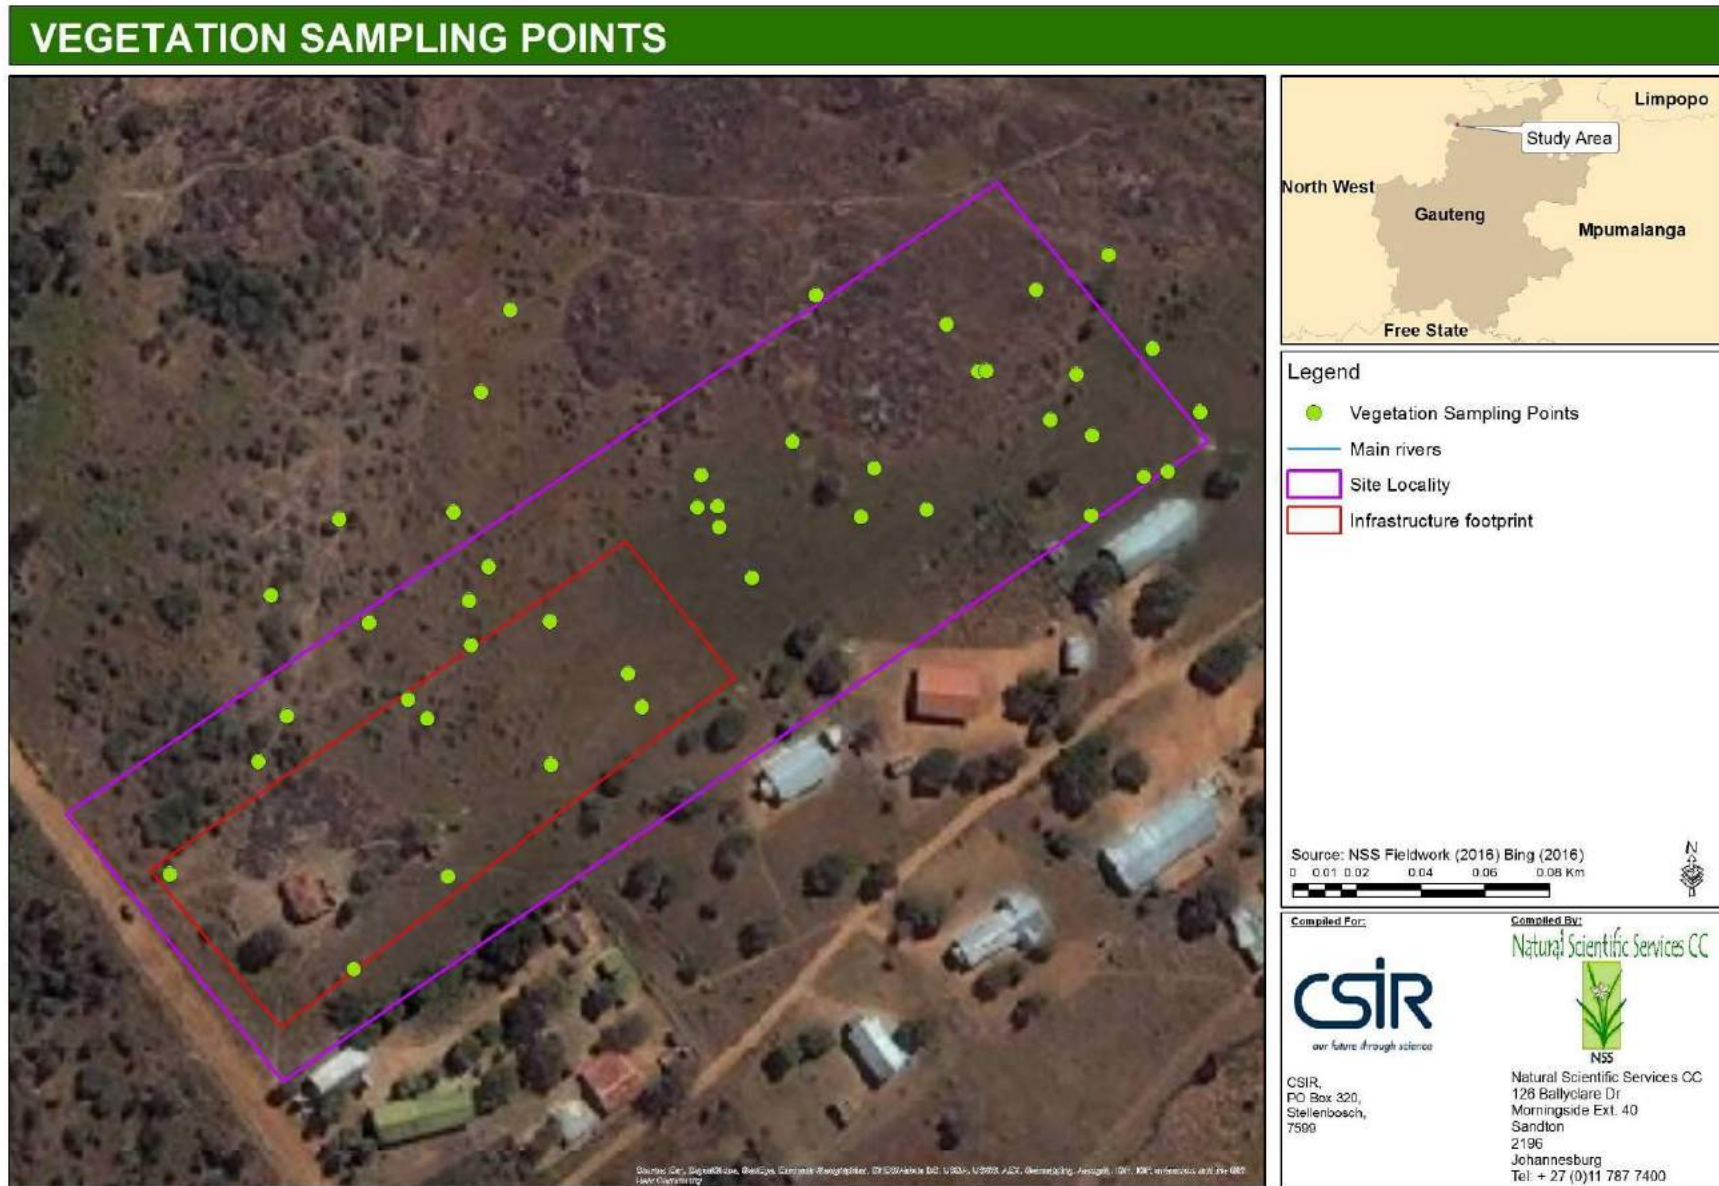 VEGETATION SAMPLING POINTS
Limpopo
Study Area
North West
Gauteng
Mpumalanga
Free State
Legend
Vegetation Sampling Points
Main rivers
Site Locality
Infrastructure footprint
Source: NSS Fieldwork (2016) Bing (2016)
N
0 0.01 0.02 0.04 0.06 0.08 Km
Compiled For:
CSIR
our future through science
CSIR,
PO Box 320,
Stellenbosch,
7599
Compiled By:
Natural Scientific Services CC
NSS
Natural Scientific Services CC
126 Ballyclare Dr
Morningside Ext. 40
Sandton
2196
Johannesburg
Tel: + 27 (0)11 787 7400
User Community